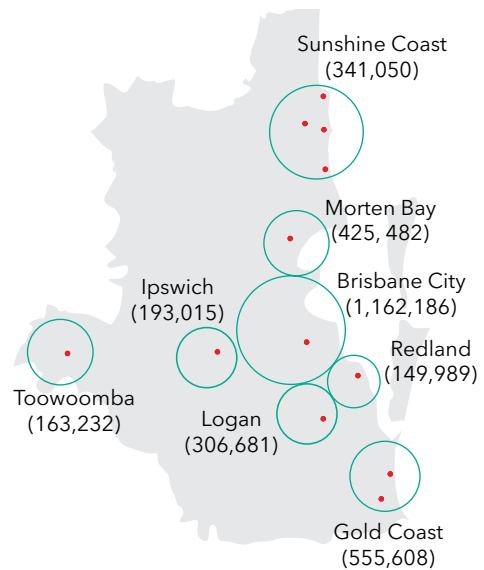 Sunshine Coast
(341,050)
Morten Bay
(425, 482)
Ipswich
(193,015)
Brisbane City
(1,162,186)
Redland
(149,989)
Toowoomba
(163,232)
Logan
(306,681)
Gold Coast
(555,608)